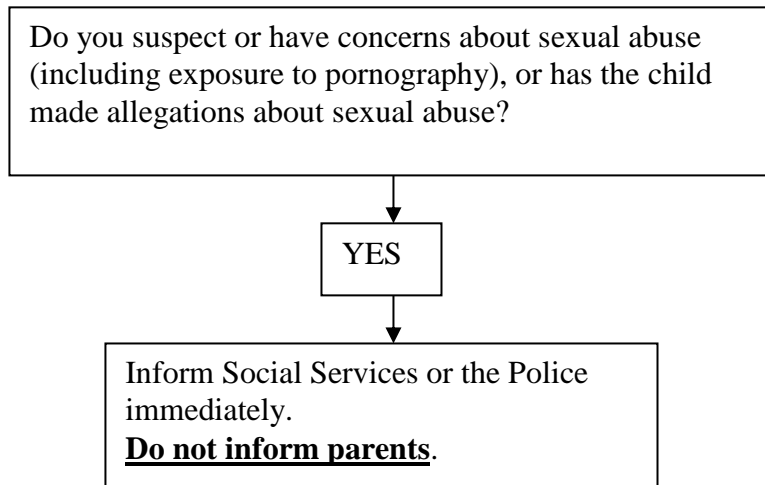 Do you suspect or have concerns about sexual abuse
(including exposure to pornography), or has the child
made allegations about sexual abuse?
YES
Inform Social Services or the Police
immediately.
Do not inform parents.